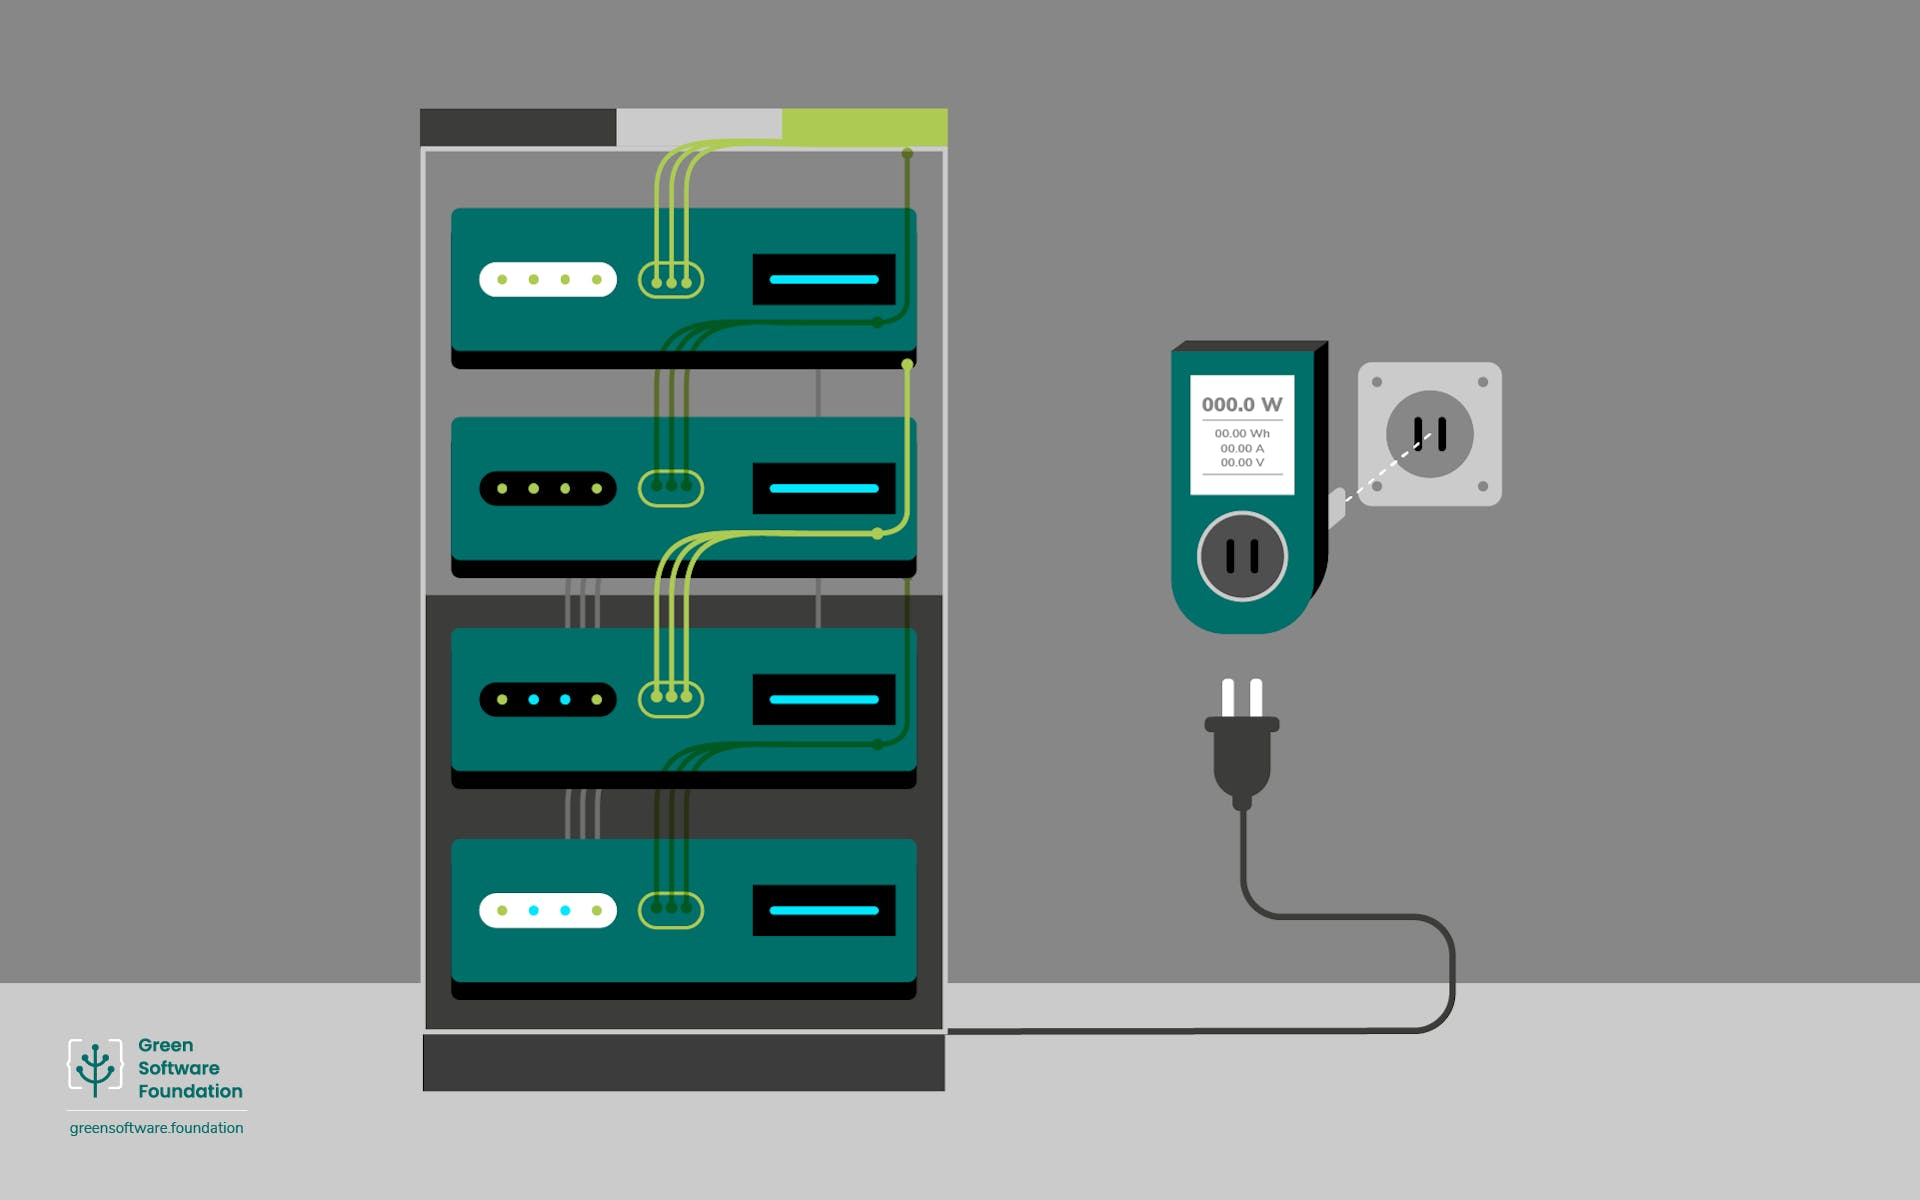 000.0 W
00.00 Wh
00.00 A
00.00 V
Green
Software
Foundation
greensoftware.foundation